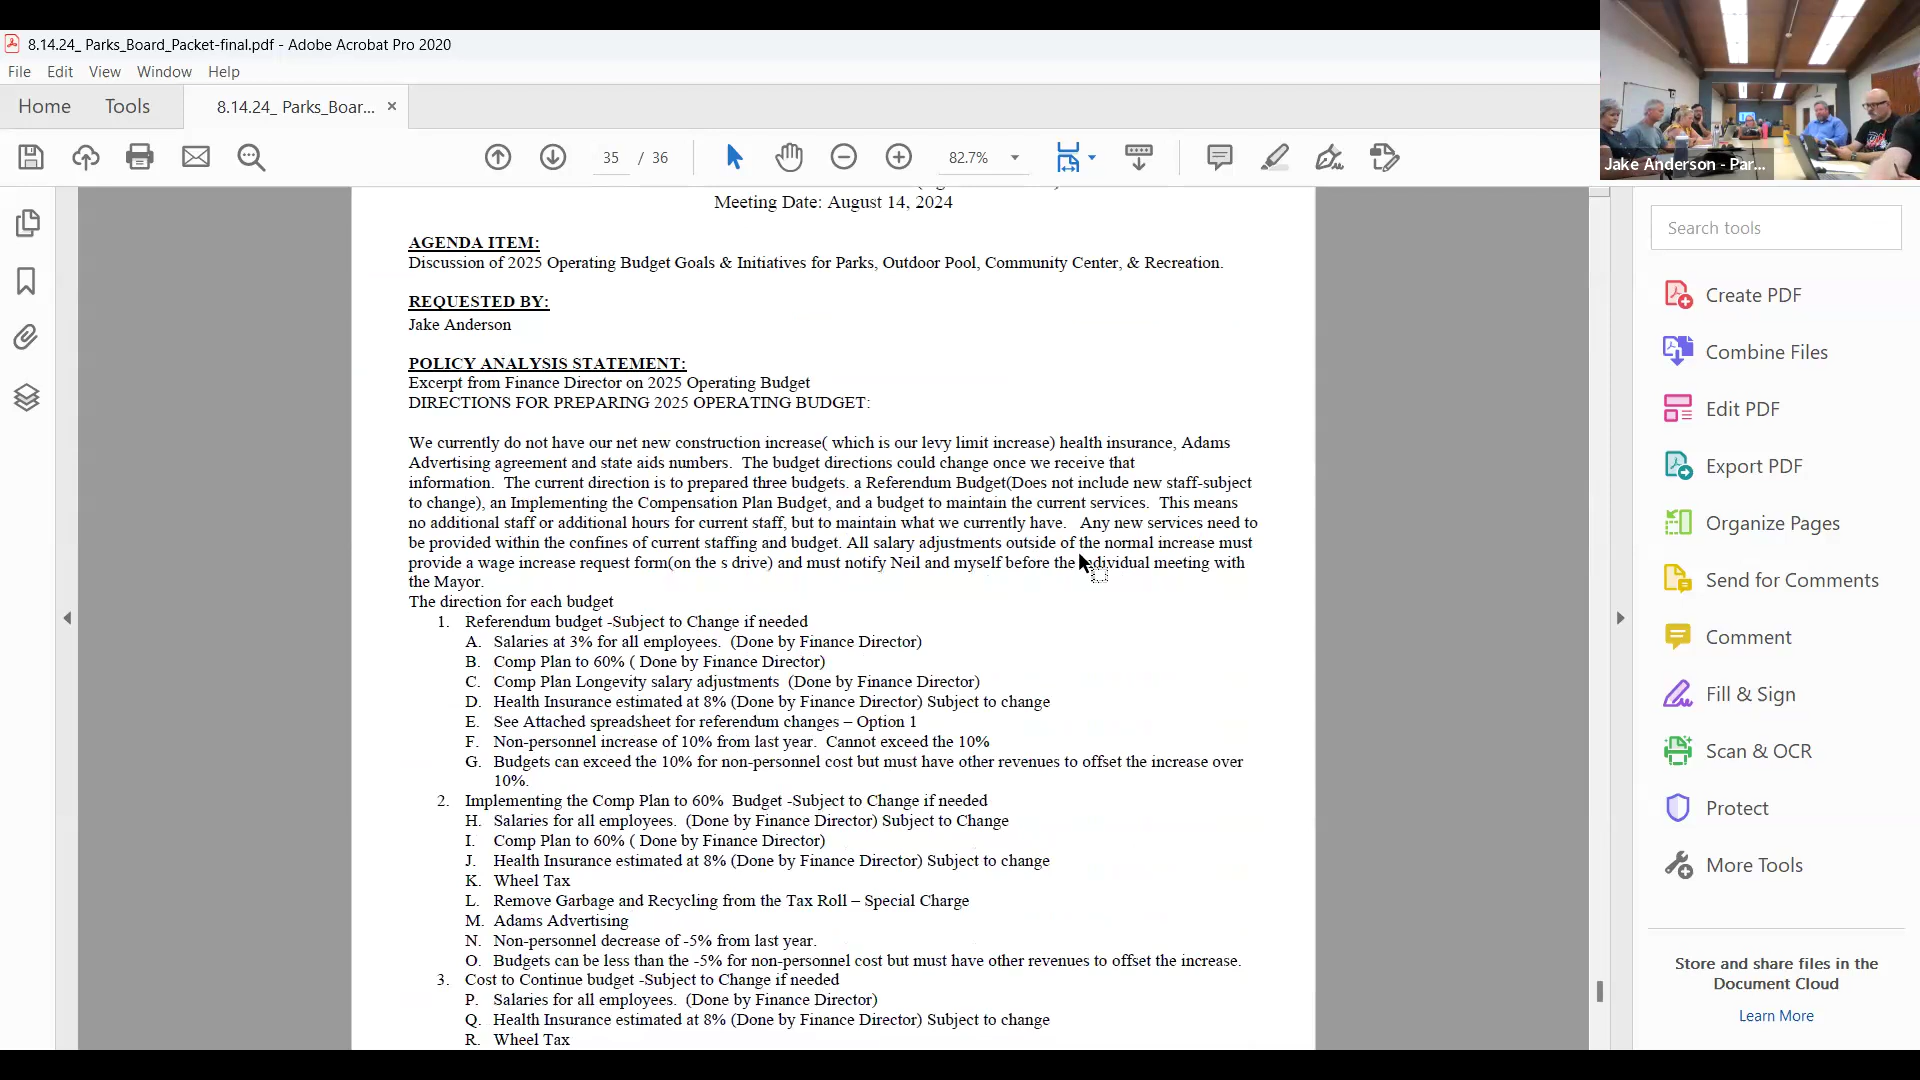 8.14.24_ Parks_Board_Packet-final.pdf - Adobe Acrobat Pro 2020
File Edit View Window Help
Home Tools 8.14.24_ Parks_Boar... ×
35 / 36 82.7%
Jake Anderson - Par...
Meeting Date: August 14, 2024
AGENDA ITEM:
Discussion of 2025 Operating Budget Goals & Initiatives for Parks, Outdoor Pool, Community Center, & Recreation.
REQUESTED BY:
Jake Anderson
POLICY ANALYSIS STATEMENT:
Excerpt from Finance Director on 2025 Operating Budget
DIRECTIONS FOR PREPARING 2025 OPERATING BUDGET:
We currently do not have our net new construction increase( which is our levy limit increase) health insurance, Adams
Advertising agreement and state aids numbers. The budget directions could change once we receive that
information. The current direction is to prepared three budgets. a Referendum Budget(Does not include new staff-subject
to change), an Implementing the Compensation Plan Budget, and a budget to maintain the current services. This means
no additional staff or additional hours for current staff, but to maintain what we currently have. Any new services need to
be provided within the confines of current staffing and budget. All salary adjustments outside of the normal increase must
provide a wage increase request form(on the s drive) and must notify Neil and myself before the individual meeting with
the Mayor.
The direction for each budget
1. Referendum budget -Subject to Change if needed
A. Salaries at 3% for all employees. (Done by Finance Director)
B. Comp Plan to 60% ( Done by Finance Director)
C. Comp Plan Longevity salary adjustments (Done by Finance Director)
D. Health Insurance estimated at 8% (Done by Finance Director) Subject to change
E. See Attached spreadsheet for referendum changes – Option 1
F. Non-personnel increase of 10% from last year. Cannot exceed the 10%
G. Budgets can exceed the 10% for non-personnel cost but must have other revenues to offset the increase over
10%.
2. Implementing the Comp Plan to 60% Budget -Subject to Change if needed
H. Salaries for all employees. (Done by Finance Director) Subject to Change
I. Comp Plan to 60% ( Done by Finance Director)
J. Health Insurance estimated at 8% (Done by Finance Director) Subject to change
K. Wheel Tax
L. Remove Garbage and Recycling from the Tax Roll – Special Charge
M. Adams Advertising
N. Non-personnel decrease of -5% from last year.
O. Budgets can be less than the -5% for non-personnel cost but must have other revenues to offset the increase.
3. Cost to Continue budget -Subject to Change if needed
P. Salaries for all employees. (Done by Finance Director)
Q. Health Insurance estimated at 8% (Done by Finance Director) Subject to change
R. Wheel Tax
Search tools
Create PDF
Combine Files
Edit PDF
Export PDF
Organize Pages
Send for Comments
Comment
Fill & Sign
Scan & OCR
Protect
More Tools
Store and share files in the
Document Cloud
Learn More